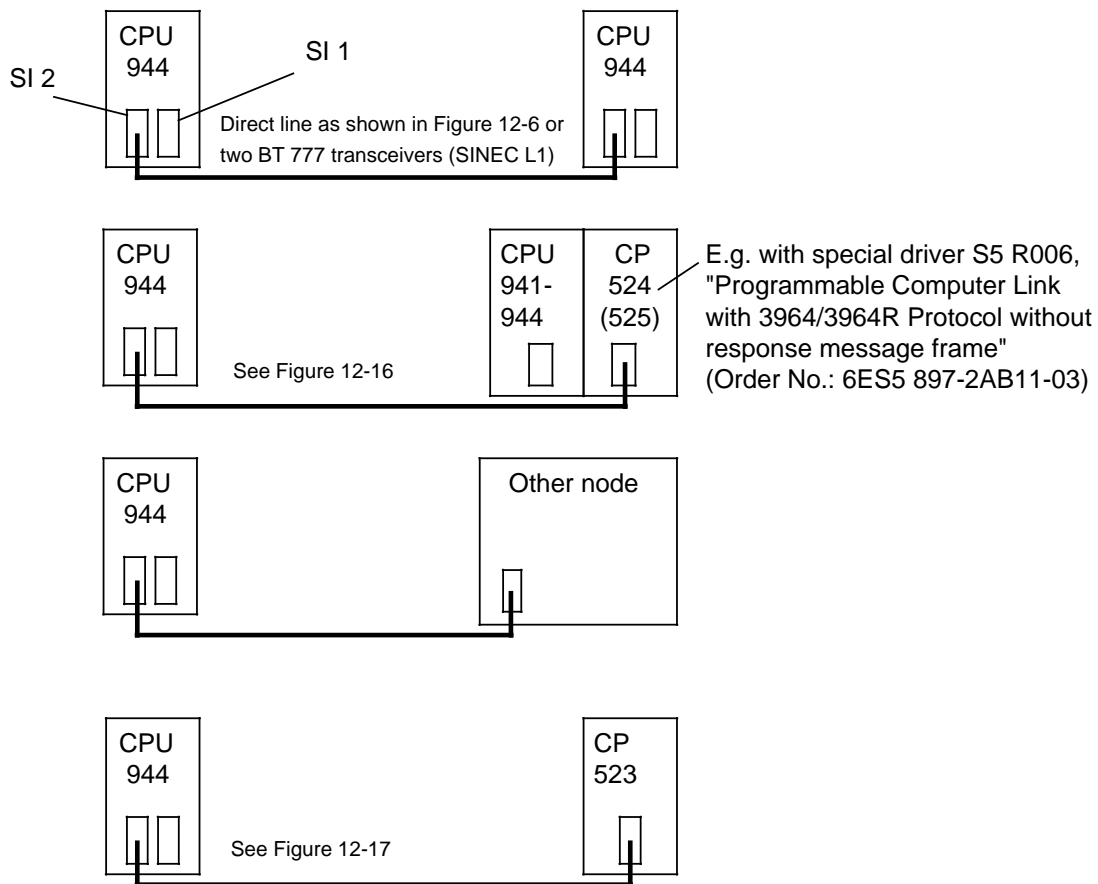 CPU
944
SI 1
SI 2
CPU
944
Direct line as shown in Figure 12-6 or
two BT 777 transceivers (SINEC L1)
CPU
944
See Figure 12-16
CPU
941-
944
CP
524
(525)
E.g. with special driver S5 R006,
"Programmable Computer Link
with 3964/3964R Protocol without
response message frame"
(Order No.: 6ES5 897-2AB11-03)
CPU
944
Other node
CPU
944
See Figure 12-17
CP
523